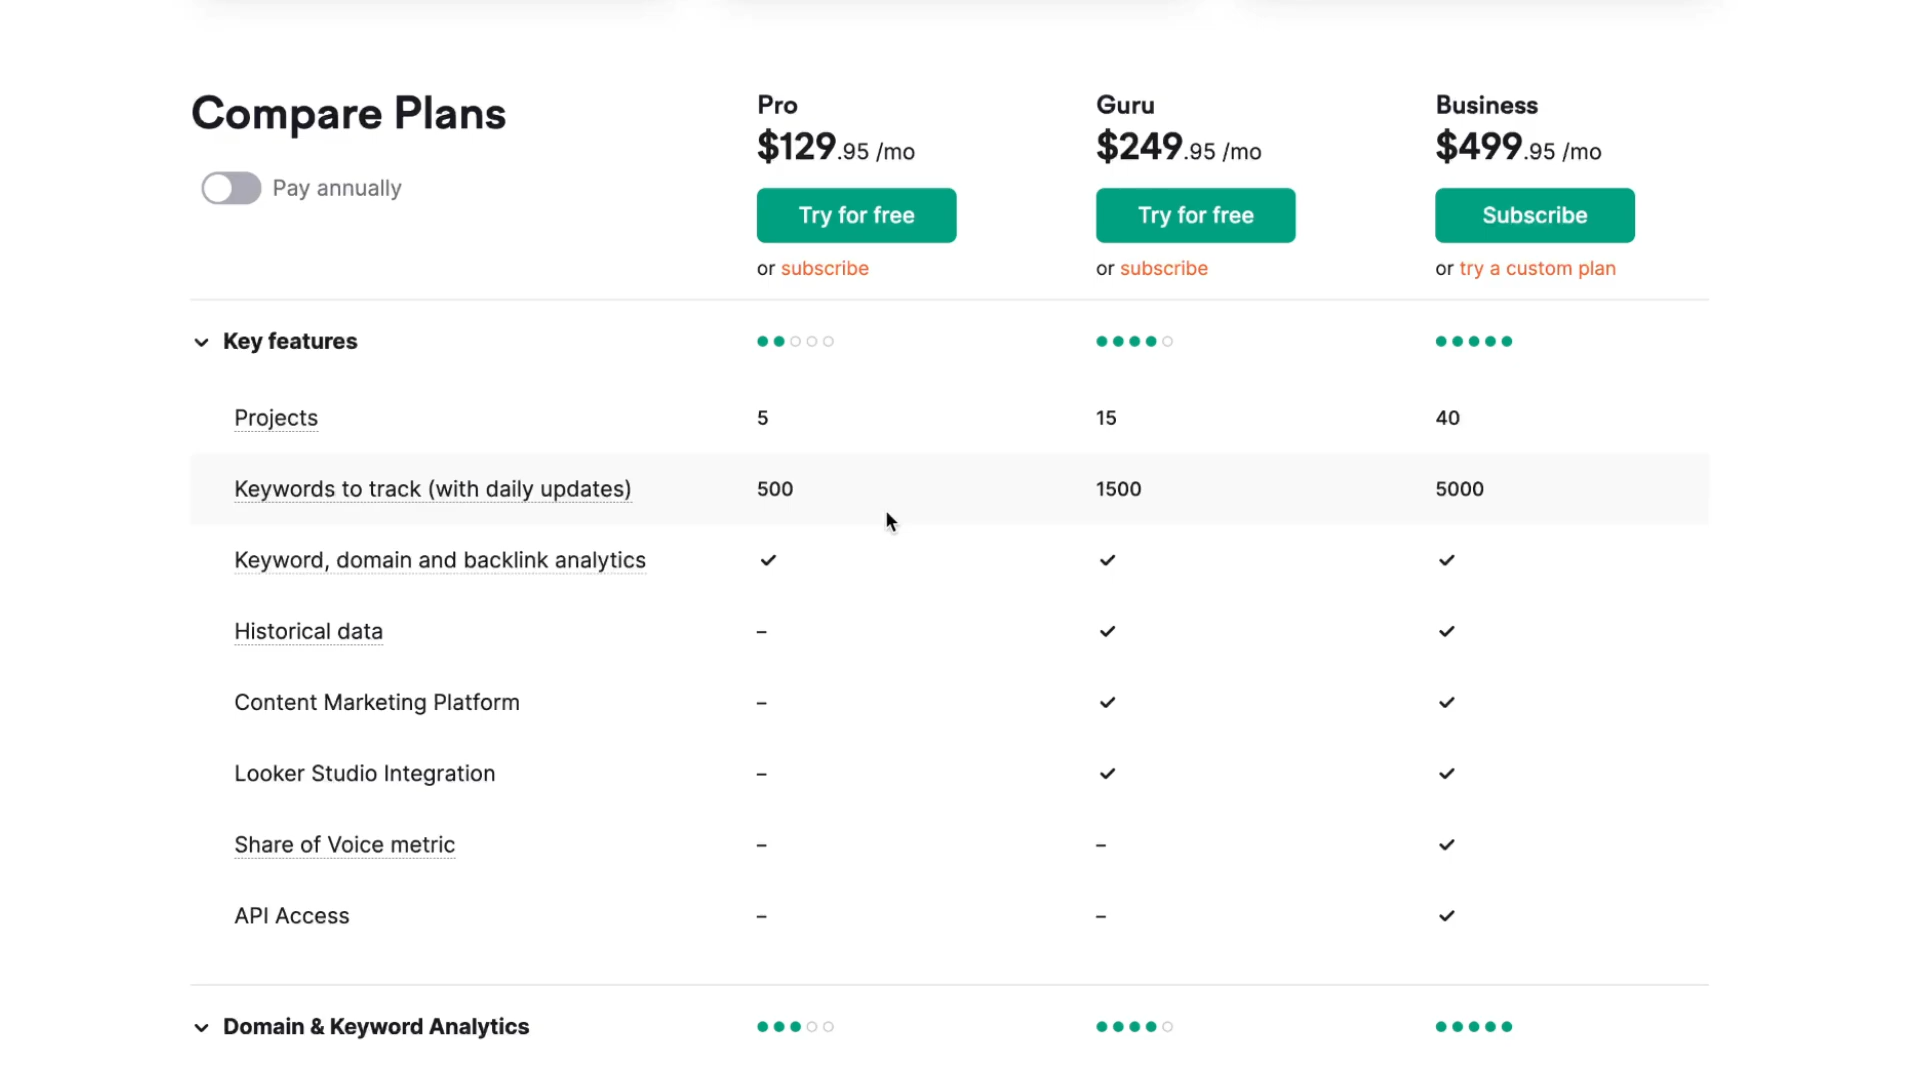 Compare Plans
Pay annually
Pro
$129.95 /mo
Try for free
or subscribe
Guru
$249.95 /mo
Try for free
or subscribe
Business
$499.95 /mo
Subscribe
or try a custom plan
Key features
Projects 5 15 40
Keywords to track (with daily updates) 500 1500 5000
Keyword, domain and backlink analytics ✓ ✓ ✓
Historical data – ✓ ✓
Content Marketing Platform – ✓ ✓
Looker Studio Integration – ✓ ✓
Share of Voice metric – – ✓
API Access – – ✓
Domain & Keyword Analytics